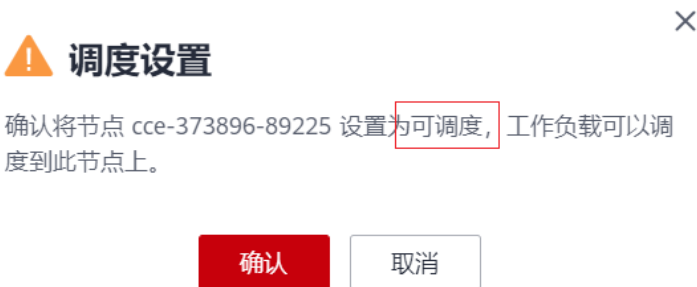 调度设置
确认将节点 cce-373896-89225 设置为可调度，工作负载可以调
度到此节点上。
确认
取消